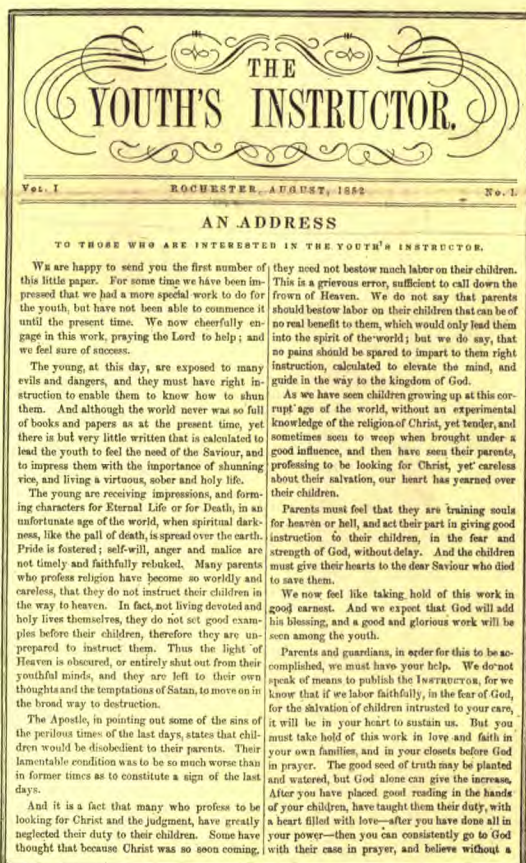 THE
YOUTH'S INSTRUCTOR.
VOL. I
ROCHESTER, AUGUST, 1852
No. 1.
AN ADDRESS
TO THOSE WHO ARE INTERESTED IN THE YOUTH'S INSTRUCTOR.
WE are happy to send you the first number of
this little paper. For some time we have been im-
pressed that we had a more special work to do for
the youth, but have not been able to commence it
until the present time. We now cheerfully en-
gage in this work, praying the Lord to help; and
we feel sure of success.
The young, at this day, are exposed to many
evils and dangers, and they must have right in-
struction to enable them to know how to shun
them. And although the world never was so full
of books and papers as at the present time, yet
there is but very little written that is calculated to
lead the youth to feel the need of the Saviour, and
to impress them with the importance of shunning
vice, and living a virtuous, sober and holy life.
The young are receiving impressions, and form-
ing characters for Eternal Life or for Death, in an
unfortunate age of the world, when spiritual dark-
ness, like the pall of death, is spread over the earth.
Pride is fostered; self-will, anger and malice are
not timely and faithfully rebuked. Many parents
who profess religion have become so worldly and
careless, that they do not instruct their children in
the way to heaven. In fact, not living devoted and
holy lives themselves, they do not set good exam-
ples before their children, therefore they are un-
prepared to instruct them. Thus the light of
Heaven is obscured, or entirely shut out from their
youthful minds, and they are left to their own
thoughts and the temptations of Satan, to move on in
the broad way to destruction.
The Apostle, in pointing out some of the sins of
the perilous times of the last days, states that chil-
dren would be disobedient to their parents. Their
lamentable condition was to be so much worse than
in former times as to constitute a sign of the last
days.
And it is a fact that many who profess to be
looking for Christ and the judgment, have greatly
neglected their duty to their children. Some have
thought that because Christ was so soon coming,
they need not bestow much labor on their children.
This is a grievous error, sufficient to call down the
frown of Heaven. We do not say that parents
should bestow labor on their children that can be of
no real benefit to them, which would only lead them
into the spirit of the world; but we do say, that
no pains should be spared to impart to them right
instruction, calculated to elevate the mind, and
guide in the way to the kingdom of God.
As we have seen children growing up at this cor-
rupt age of the world, without an experimental
knowledge of the religion of Christ, yet tender, and
sometimes seen to weep when brought under a
good influence, and then have seen their parents,
professing to be looking for Christ, yet careless
about their salvation, our heart has yearned over
their children.
Parents must feel that they are training souls
for heaven or hell, and act their part in giving good
instruction to their children, in the fear and
strength of God, without delay. And the children
must give their hearts to the dear Saviour who died
to save them.
We now feel like taking hold of this work in
good earnest. And we expect that God will add
his blessing, and a good and glorious work will be
seen among the youth.
Parents and guardians, in order for this to be ac-
complished, we must have your help. We do not
speak of means to publish the INSTRUCTOR, for we
know that if we labor faithfully, in the fear of God,
for the salvation of children intrusted to your care,
it will be in your heart to sustain us. But you
must take hold of this work in love and faith in
your own families, and in your closets before God
in prayer. The good seed of truth may be planted
and watered, but God alone can give the increase.
After you have placed good reading in the hands
of your children, have taught them their duty, with
a heart filled with love—after you have done all in
your power—then you can consistently go to God
with their case in prayer, and believe without a